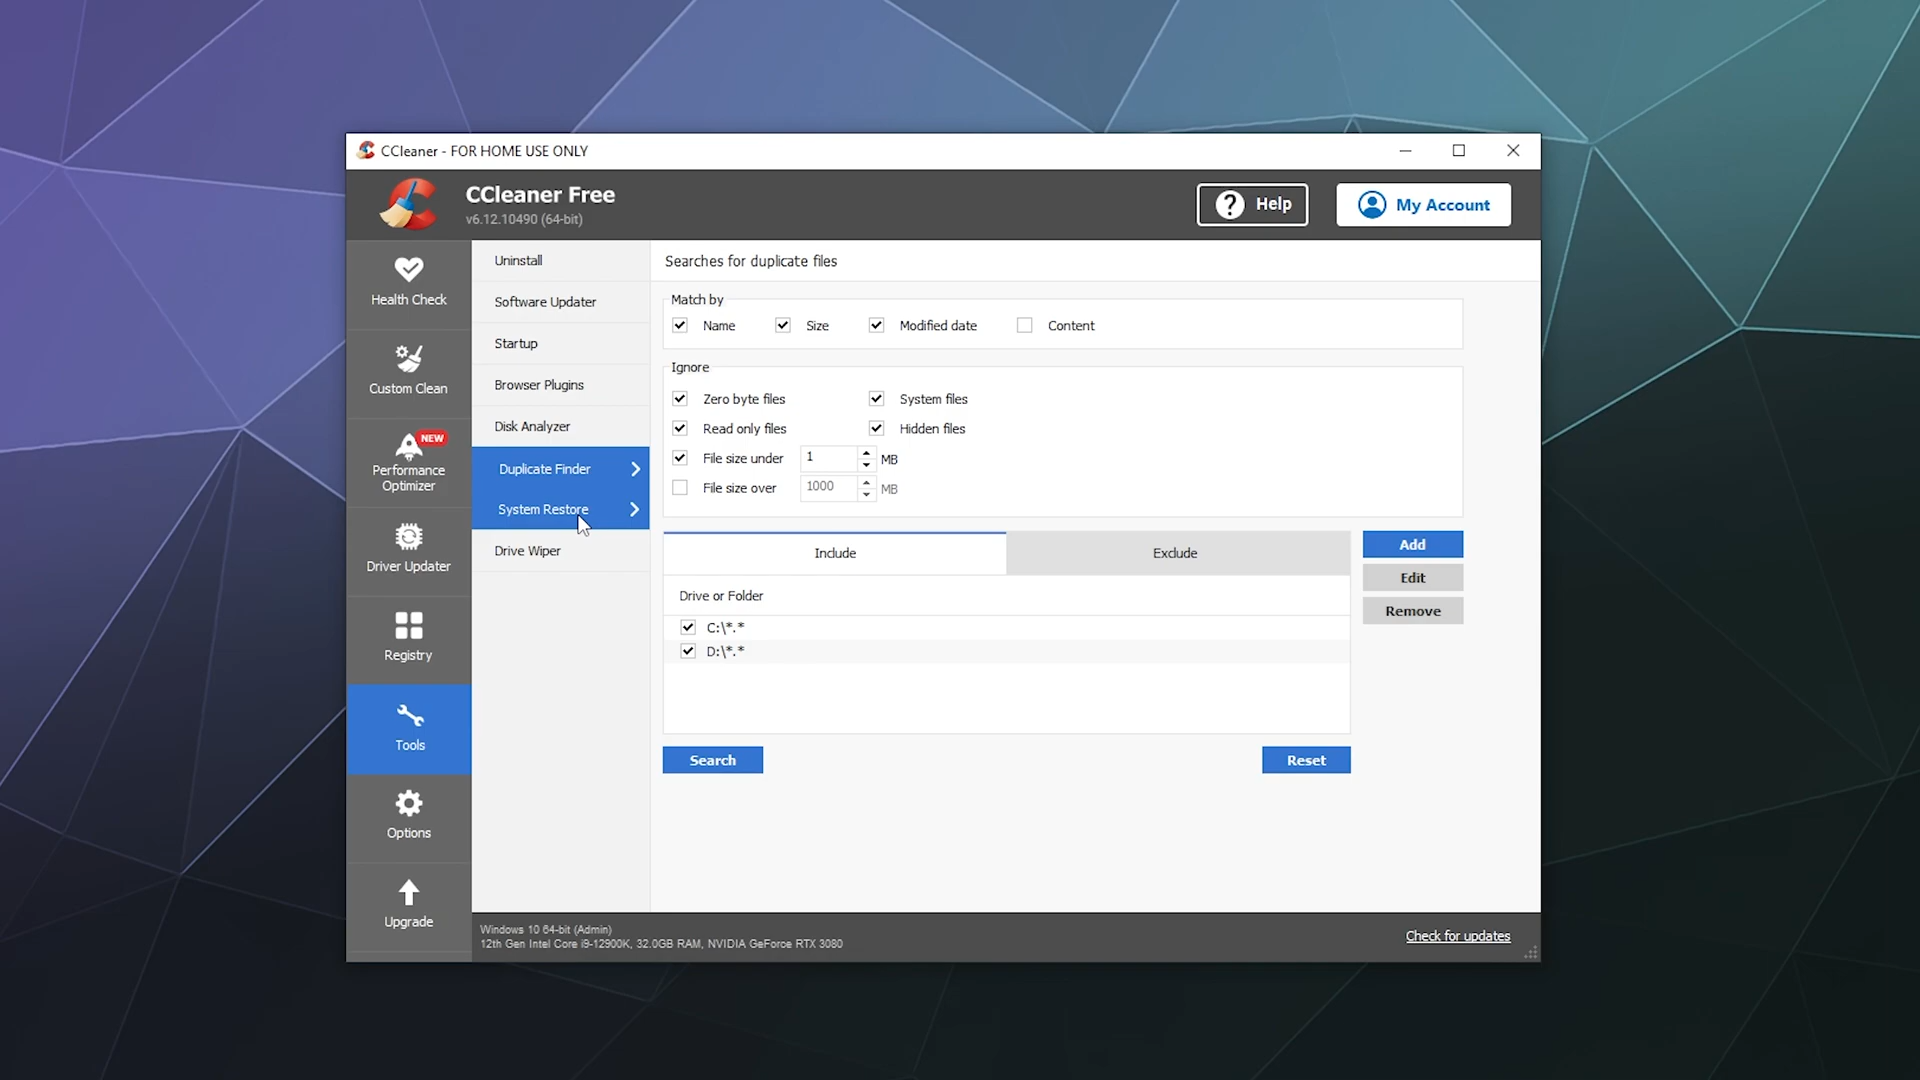 CCleaner - FOR HOME USE ONLY
CCleaner Free
v6.12.10490 (64-bit)
? Help
My Account
Health Check
Custom Clean
NEW
Performance
Optimizer
Driver Updater
Registry
Tools
Options
Upgrade
Uninstall
Software Updater
Startup
Browser Plugins
Disk Analyzer
Duplicate Finder
System Restore
Drive Wiper
Searches for duplicate files
Match by
Name Size Modified date Content
Ignore
Zero byte files System files
Read only files Hidden files
File size under 1 MB
File size over 1000 MB
Include Exclude
Drive or Folder
C:\*.*
D:\*.*
Add
Edit
Remove
Search Reset
Windows 10 64-bit (Admin)
12th Gen Intel Core i9-12900K, 32.0GB RAM, NVIDIA GeForce RTX 3080
Check for updates